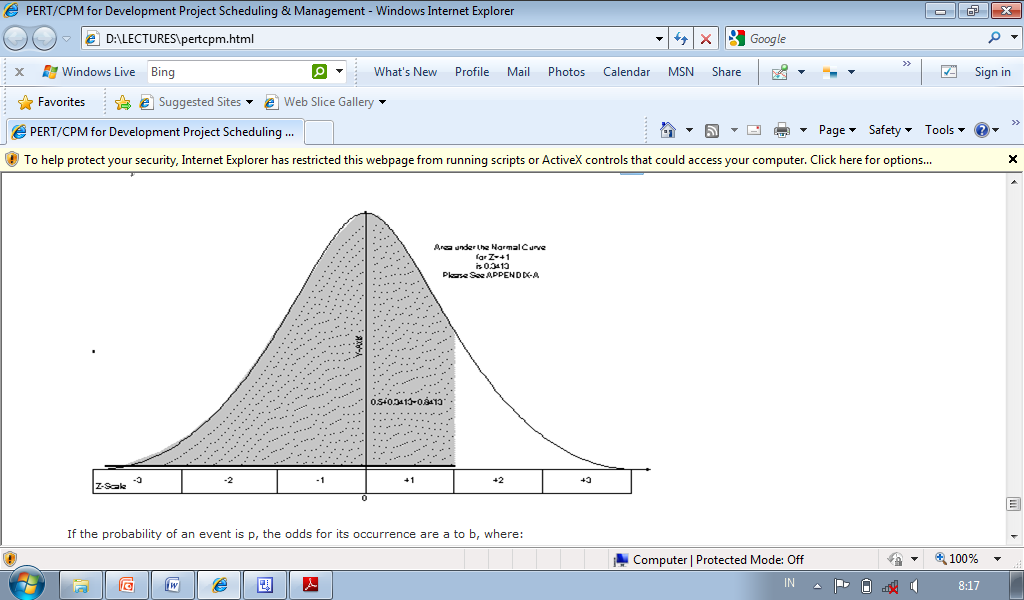 PERT/CPM for Development Project Scheduling & Management - Windows Internet Explorer
D:\LECTURES\pertcpm.html
Google
x Windows Live Bing What's New Profile Mail Photos Calendar MSN Share » Sign in
Favorites Suggested Sites Web Slice Gallery
PERT/CPM for Development Project Scheduling ... Page Safety Tools »
To help protect your security, Internet Explorer has restricted this webpage from running scripts or ActiveX controls that could access your computer. Click here for options...
Area under the Normal Curve
for Z=+1
is 0.3413
Please See APPENDIX-A
Y-Axis
0.5+0.3413=0.8413
Z-Scale -3 -2 -1 +1 +2 +3
0
If the probability of an event is p, the odds for its occurrence are a to b, where:
Computer | Protected Mode: Off 100%
IN 8:17